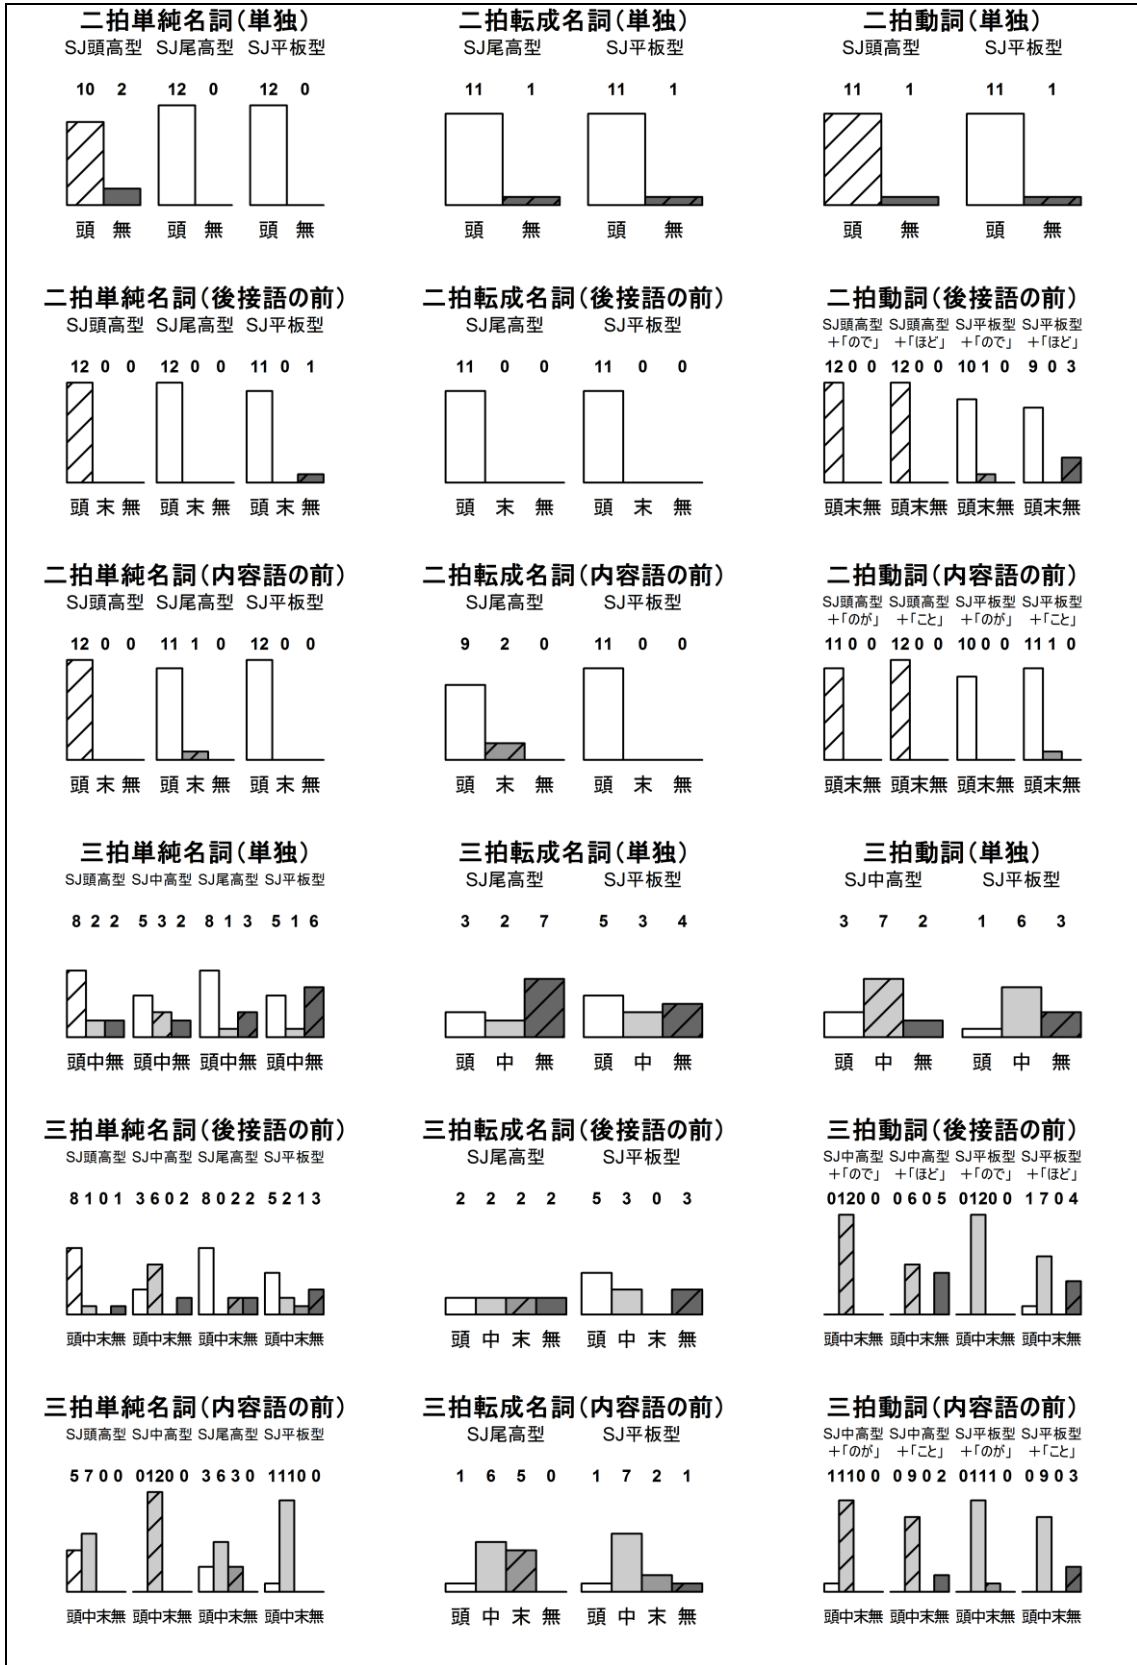 二拍単純名詞(単独) 二拍転成名詞(単独) 二拍動詞(単独)
SJ頭高型 SJ尾高型 SJ平板型 SJ尾高型 SJ平板型 SJ頭高型 SJ平板型
10 2 12 0 12 0 11 1 11 1 11 1 11 1
頭 無 頭 無 頭 無 頭 無 頭 無 頭 無 頭 無
二拍単純名詞(後接語の前) 二拍転成名詞(後接語の前) 二拍動詞(後接語の前)
SJ頭高型 SJ尾高型 SJ平板型 SJ尾高型 SJ平板型 SJ頭高型 SJ頭高型 SJ平板型 SJ平板型
+「ので」 +「ほど」 +「ので」 +「ほど」
12 0 0 12 0 0 11 0 1 11 0 0 11 0 0 12 0 0 12 0 0 10 1 0 9 0 3
頭 末 無 頭 末 無 頭 末 無 頭 末 無 頭 末 無 頭末無 頭末無 頭末無 頭末無
二拍単純名詞(内容語の前) 二拍転成名詞(内容語の前) 二拍動詞(内容語の前)
SJ頭高型 SJ尾高型 SJ平板型 SJ尾高型 SJ平板型 SJ頭高型 SJ頭高型 SJ平板型 SJ平板型
+「のが」 +「こと」 +「のが」 +「こと」
12 0 0 11 1 0 12 0 0 9 2 0 11 0 0 11 0 0 12 0 0 10 0 0 11 1 0
頭 末 無 頭 末 無 頭 末 無 頭 末 無 頭 末 無 頭末無 頭末無 頭末無 頭末無
三拍単純名詞(単独) 三拍転成名詞(単独) 三拍動詞(単独)
SJ頭高型 SJ中高型 SJ尾高型 SJ平板型 SJ尾高型 SJ平板型 SJ中高型 SJ平板型
8 2 2 5 3 2 8 1 3 5 1 6 3 2 7 5 3 4 3 7 2 1 6 3
頭中無 頭中無 頭中無 頭中無 頭 中 無 頭 中 無 頭 中 無 頭 中 無
三拍単純名詞(後接語の前) 三拍転成名詞(後接語の前) 三拍動詞(後接語の前)
SJ頭高型 SJ中高型 SJ尾高型 SJ平板型 SJ尾高型 SJ平板型 SJ中高型 SJ中高型 SJ平板型 SJ平板型
+「ので」 +「ほど」 +「ので」 +「ほど」
8 1 0 1 3 6 0 2 8 0 2 2 5 2 1 3 2 2 2 2 5 3 0 3 0 12 0 0 0 6 0 5 0 12 0 0 1 7 0 4
頭中末無 頭中末無 頭中末無 頭中末無 頭 中 末 無 頭 中 末 無 頭中末無 頭中末無 頭中末無 頭中末無
三拍単純名詞(内容語の前) 三拍転成名詞(内容語の前) 三拍動詞(内容語の前)
SJ頭高型 SJ中高型 SJ尾高型 SJ平板型 SJ尾高型 SJ平板型 SJ中高型 SJ中高型 SJ平板型 SJ平板型
+「のが」 +「こと」 +「のが」 +「こと」
5 7 0 0 0 12 0 0 3 6 3 0 1 11 0 0 1 6 5 0 1 7 2 1 1 11 0 0 0 9 0 2 0 11 1 0 0 9 0 3
頭中末無 頭中末無 頭中末無 頭中末無 頭 中 末 無 頭 中 末 無 頭中末無 頭中末無 頭中末無 頭中末無